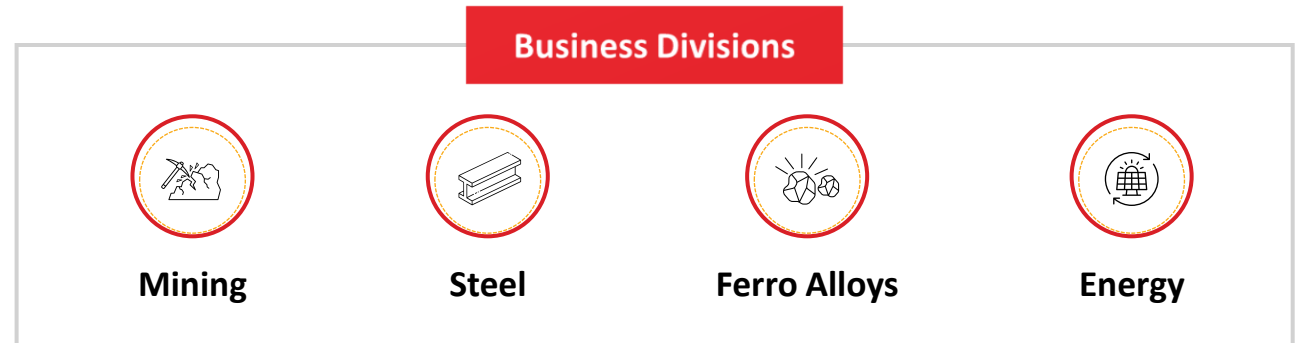 Business Divisions
Mining
Steel
Ferro Alloys
Energy